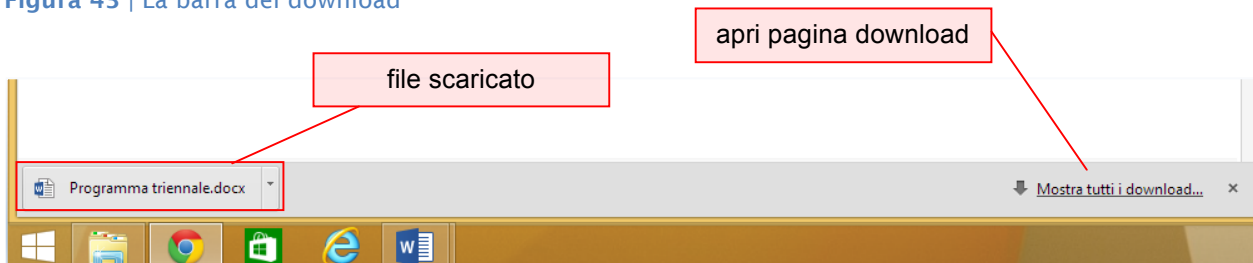 Figura 43 | La barra dei download
apri pagina download
file scaricato
Programma triennale.docx
Mostra tutti i download...